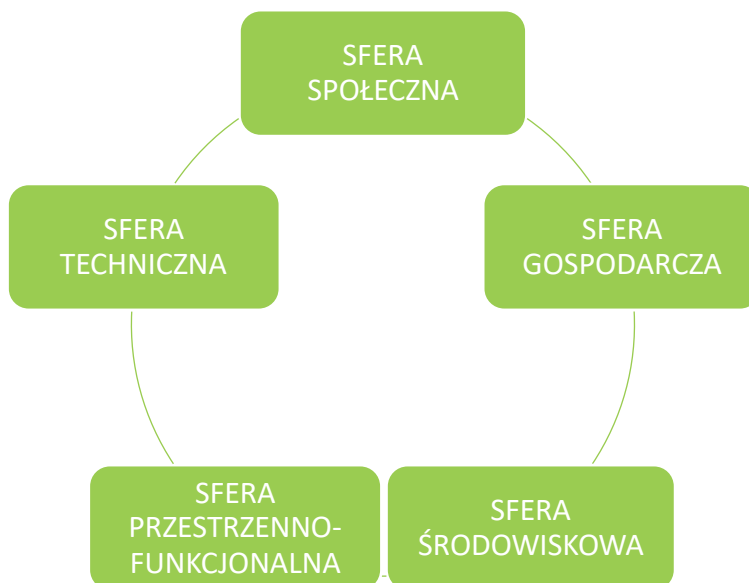 SFERA
SPOŁECZNA
SFERA
TECHNICZNA
SFERA
GOSPODARCZA
SFERA
PRZESTRZENNO-
FUNKCJONALNA
SFERA
ŚRODOWISKOWA